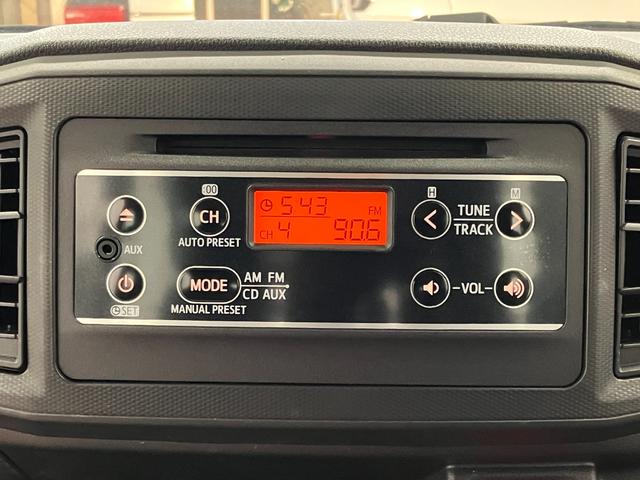 :00
H
M
5:43
FM
CH 4 90.6
CH
AUTO PRESET
TUNE
TRACK
AUX
MODE
AM FM
CD AUX
MANUAL PRESET
-VOL-
SET